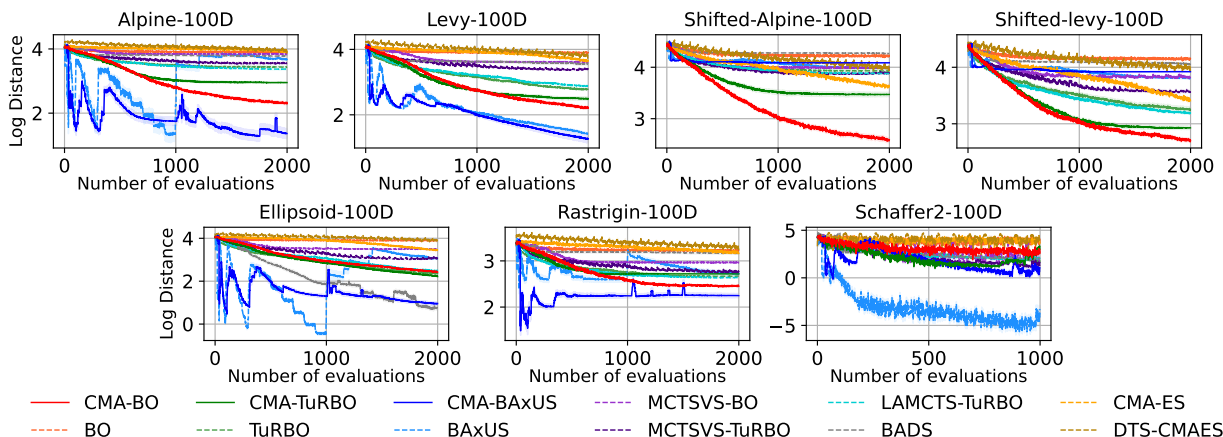 Alpine-100D Levy-100D Shifted-Alpine-100D Shifted-levy-100D
Log Distance
4
2
0 1000 2000
Number of evaluations
4
2
0 1000 2000
Number of evaluations
4
3
0 1000 2000
Number of evaluations
4
3
0 1000 2000
Number of evaluations
Ellipsoid-100D Rastrigin-100D Schaffer2-100D
Log Distance
4
2
0
0 1000 2000
Number of evaluations
3
2
0 1000 2000
Number of evaluations
5
0
−5
0 500 1000
Number of evaluations
CMA-BO CMA-TuRBO CMA-BAxUS MCTSVS-BO LAMCTS-TuRBO CMA-ES
BO TuRBO BAxUS MCTSVS-TuRBO BADS DTS-CMAES